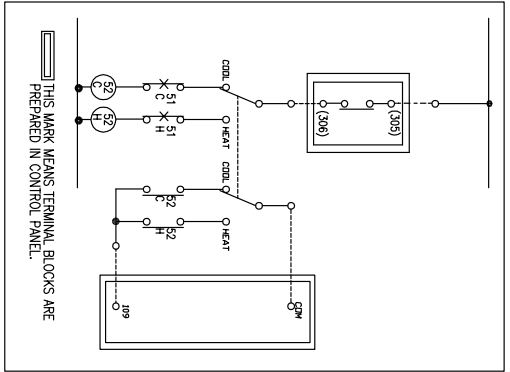 (305)
(306)
COM
COOL
HEAT
COOL
HEAT
51
C
51
H
52
C
52
H
109
52
C
52
H
THIS MARK MEANS TERMINAL BLOCKS ARE
PREPARED IN CONTROL PANEL.